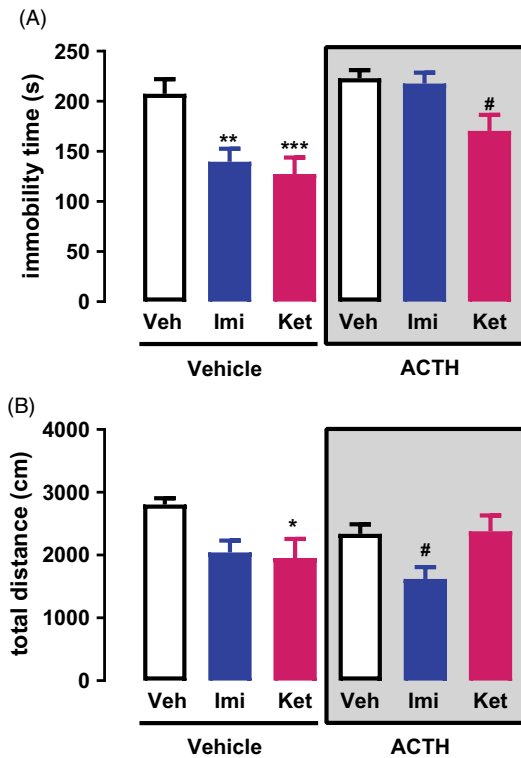 (A)
immobility time (s)
250
200
150
100
50
0
** *** #
Veh Imi Ket Veh Imi Ket
Vehicle ACTH
(B)
total distance (cm)
4000
3000
2000
1000
0
* #
Veh Imi Ket Veh Imi Ket
Vehicle ACTH